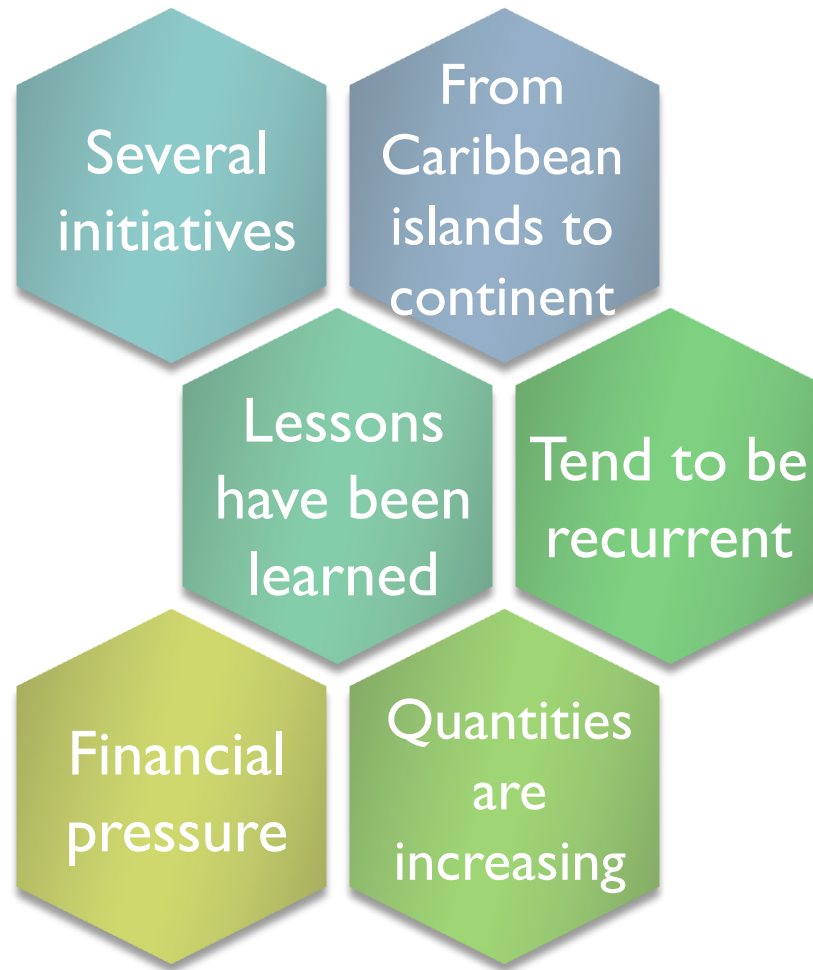 Several
initiatives
From
Caribbean
islands to
continent
Lessons
have been
learned
Tend to be
recurrent
Financial
pressure
Quantities
are
increasing